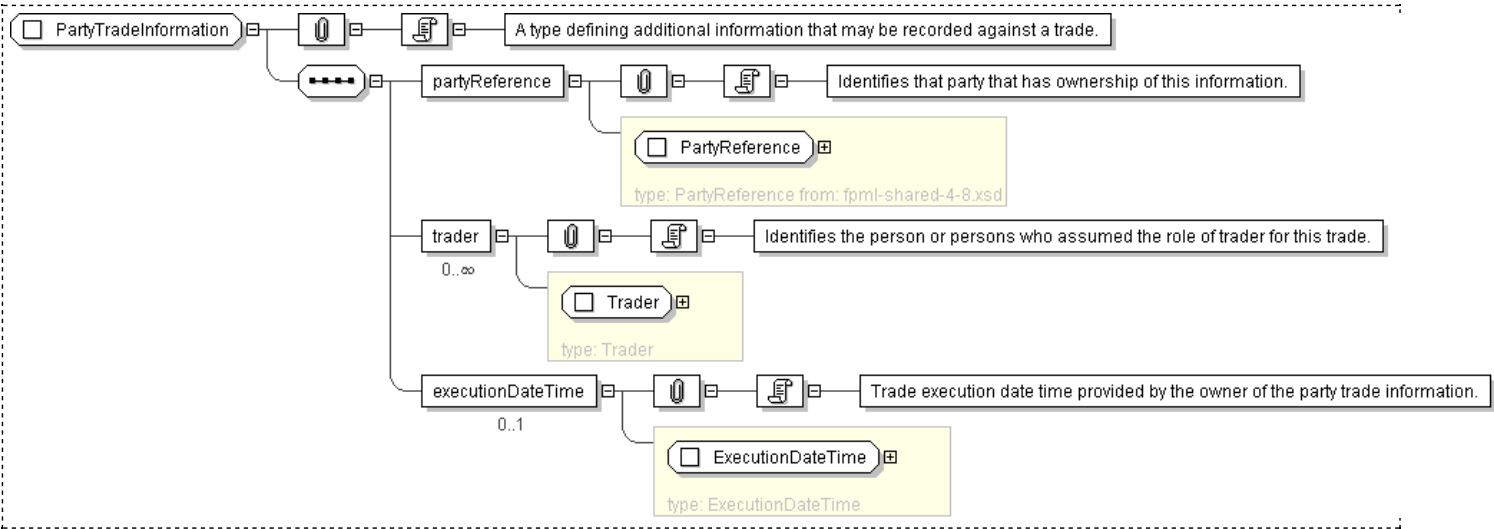 PartyTradeInformation
A type defining additional information that may be recorded against a trade.
partyReference
Identifies that party that has ownership of this information.
PartyReference
type: PartyReference from: fpml-shared-4-8.xsd
trader
Identifies the person or persons who assumed the role of trader for this trade.
0..∞
Trader
type: Trader
executionDateTime
Trade execution date time provided by the owner of the party trade information.
0..1
ExecutionDateTime
type: ExecutionDateTime